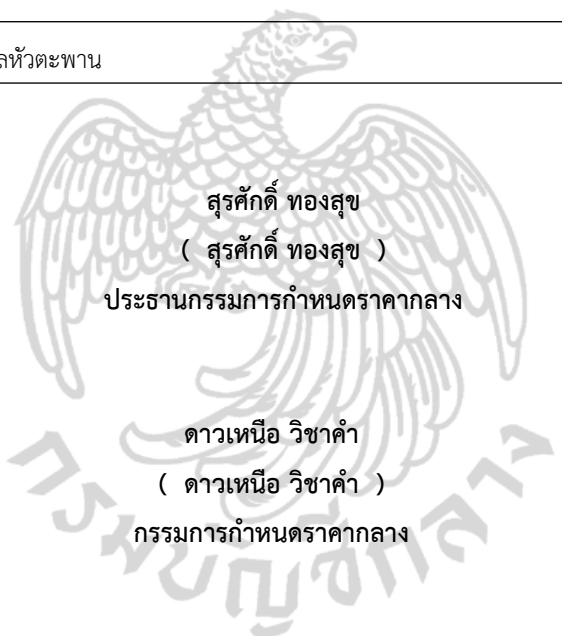 ลหัวตะพาน
สุรศักดิ์ ทองสุข
( สุรศักดิ์ ทองสุข )
ประธานกรรมการกำหนดราคากลาง
ดาวเหนือ วิชาคำ
( ดาวเหนือ วิชาคำ )
กรรมการกำหนดราคากลาง
กรมบัญชีกลาง